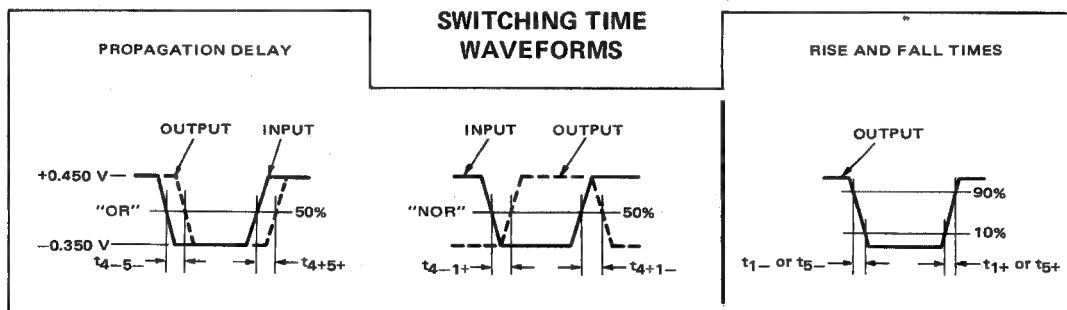 SWITCHING TIME
WAVEFORMS
PROPAGATION DELAY
OUTPUT
INPUT
+0.450 V
"OR"
50%
−0.350 V
t4−5−
t4+5+
INPUT
OUTPUT
"NOR"
50%
t4−1+
t4+1−
RISE AND FALL TIMES
OUTPUT
90%
10%
t1− or t5−
t1+ or t5+